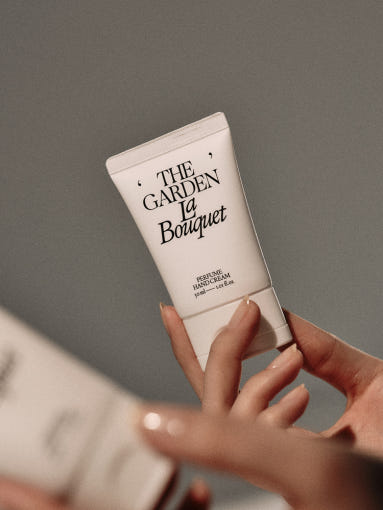 ‘ THE ’
GARDEN
La
Bouquet
PERFUME
HAND CREAM